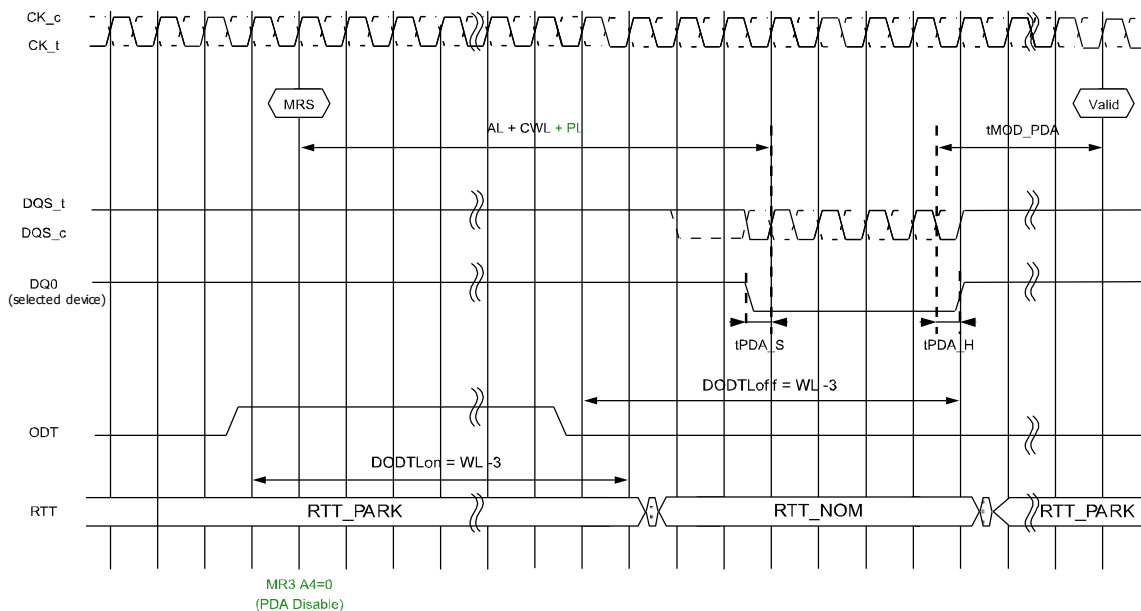 CK_c
CK_t
MRS
Valid
AL + CWL + PL
tMOD_PDA
DQS_t
DQS_c
DQ0
(selected device)
tPDA_S
tPDA_H
DODTLoff = WL -3
ODT
DODTLon = WL -3
RTT
RTT_PARK
RTT_NOM
RTT_PARK
MR3 A4=0
(PDA Disable)